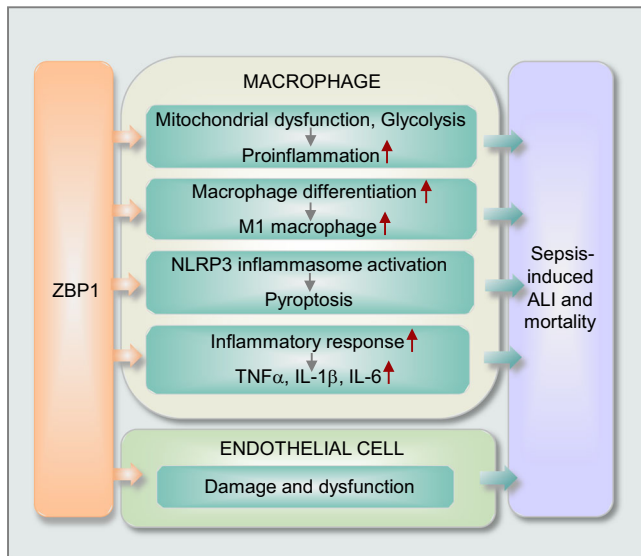 MACROPHAGE
Mitochondrial dysfunction, Glycolysis
Proinflammation
Macrophage differentiation
M1 macrophage
NLRP3 inflammasome activation
Pyroptosis
Inflammatory response
TNFα, IL-1β, IL-6
ZBP1
Sepsis-
induced
ALI and
mortality
ENDOTHELIAL CELL
Damage and dysfunction